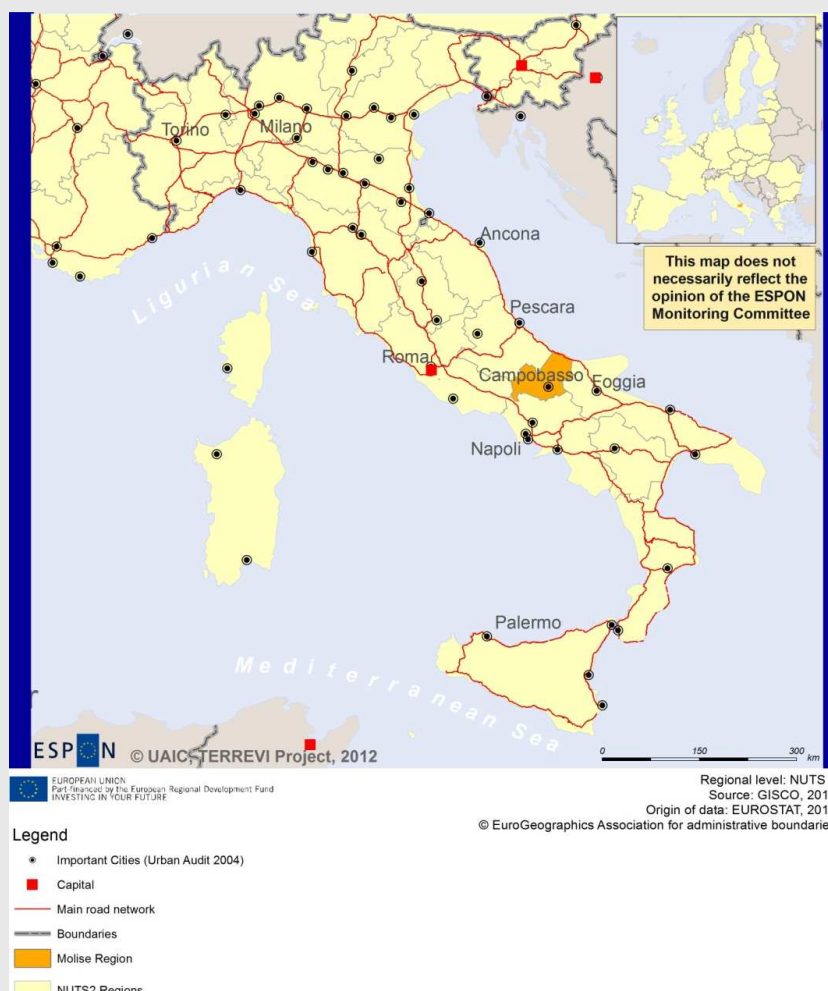 Torino
Milano
Ancona
Ligurian Sea
This map does not
necessarily reflect the
opinion of the ESPON
Monitoring Committee
Pescara
Roma
Campobasso
Foggia
Napoli
Palermo
Mediterranean Sea
r
ESPON
© UAIC, TERREVI Project, 2012
0 150 300
km
EUROPEAN UNION
Part-financed by the European Regional Development Fund
INVESTING IN YOUR FUTURE
Regional level: NUTS
Source: GISCO, 201
Origin of data: EUROSTAT, 201
© EuroGeographics Association for administrative boundarie
Legend
Important Cities (Urban Audit 2004)
Capital
Main road network
Boundaries
Molise Region
NUTS2 Regions